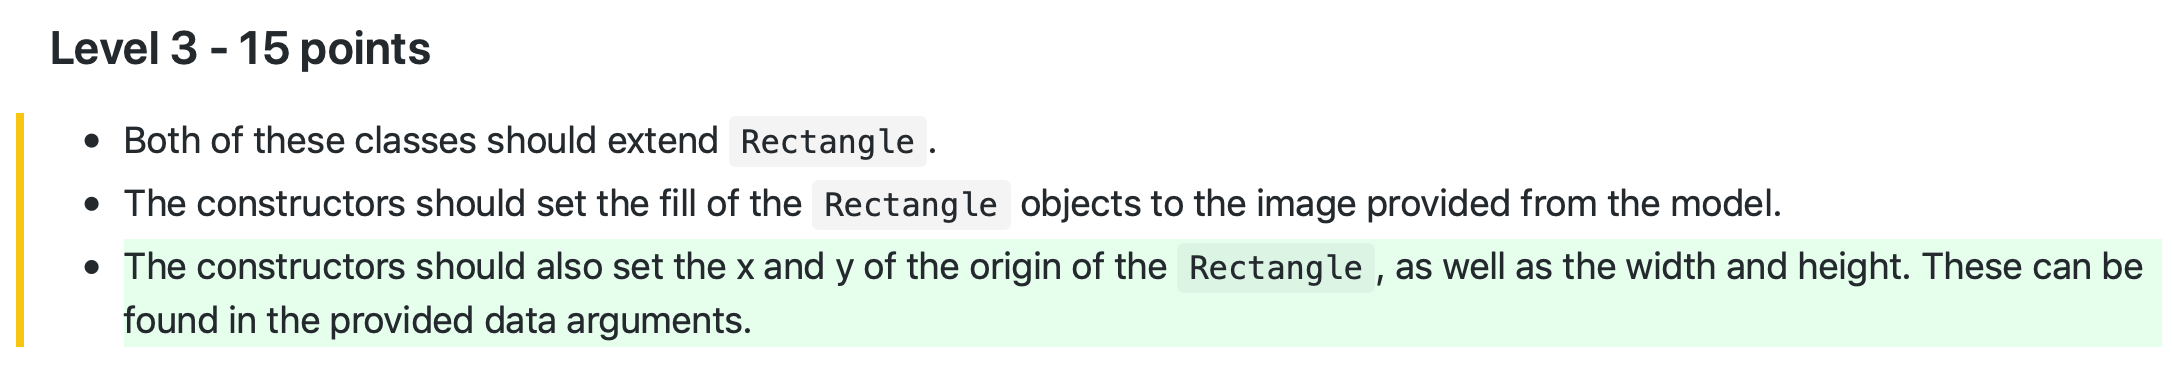 Level 3 - 15 points
• Both of these classes should extend Rectangle.
• The constructors should set the fill of the Rectangle objects to the image provided from the model.
• The constructors should also set the x and y of the origin of the Rectangle, as well as the width and height. These can be
found in the provided data arguments.